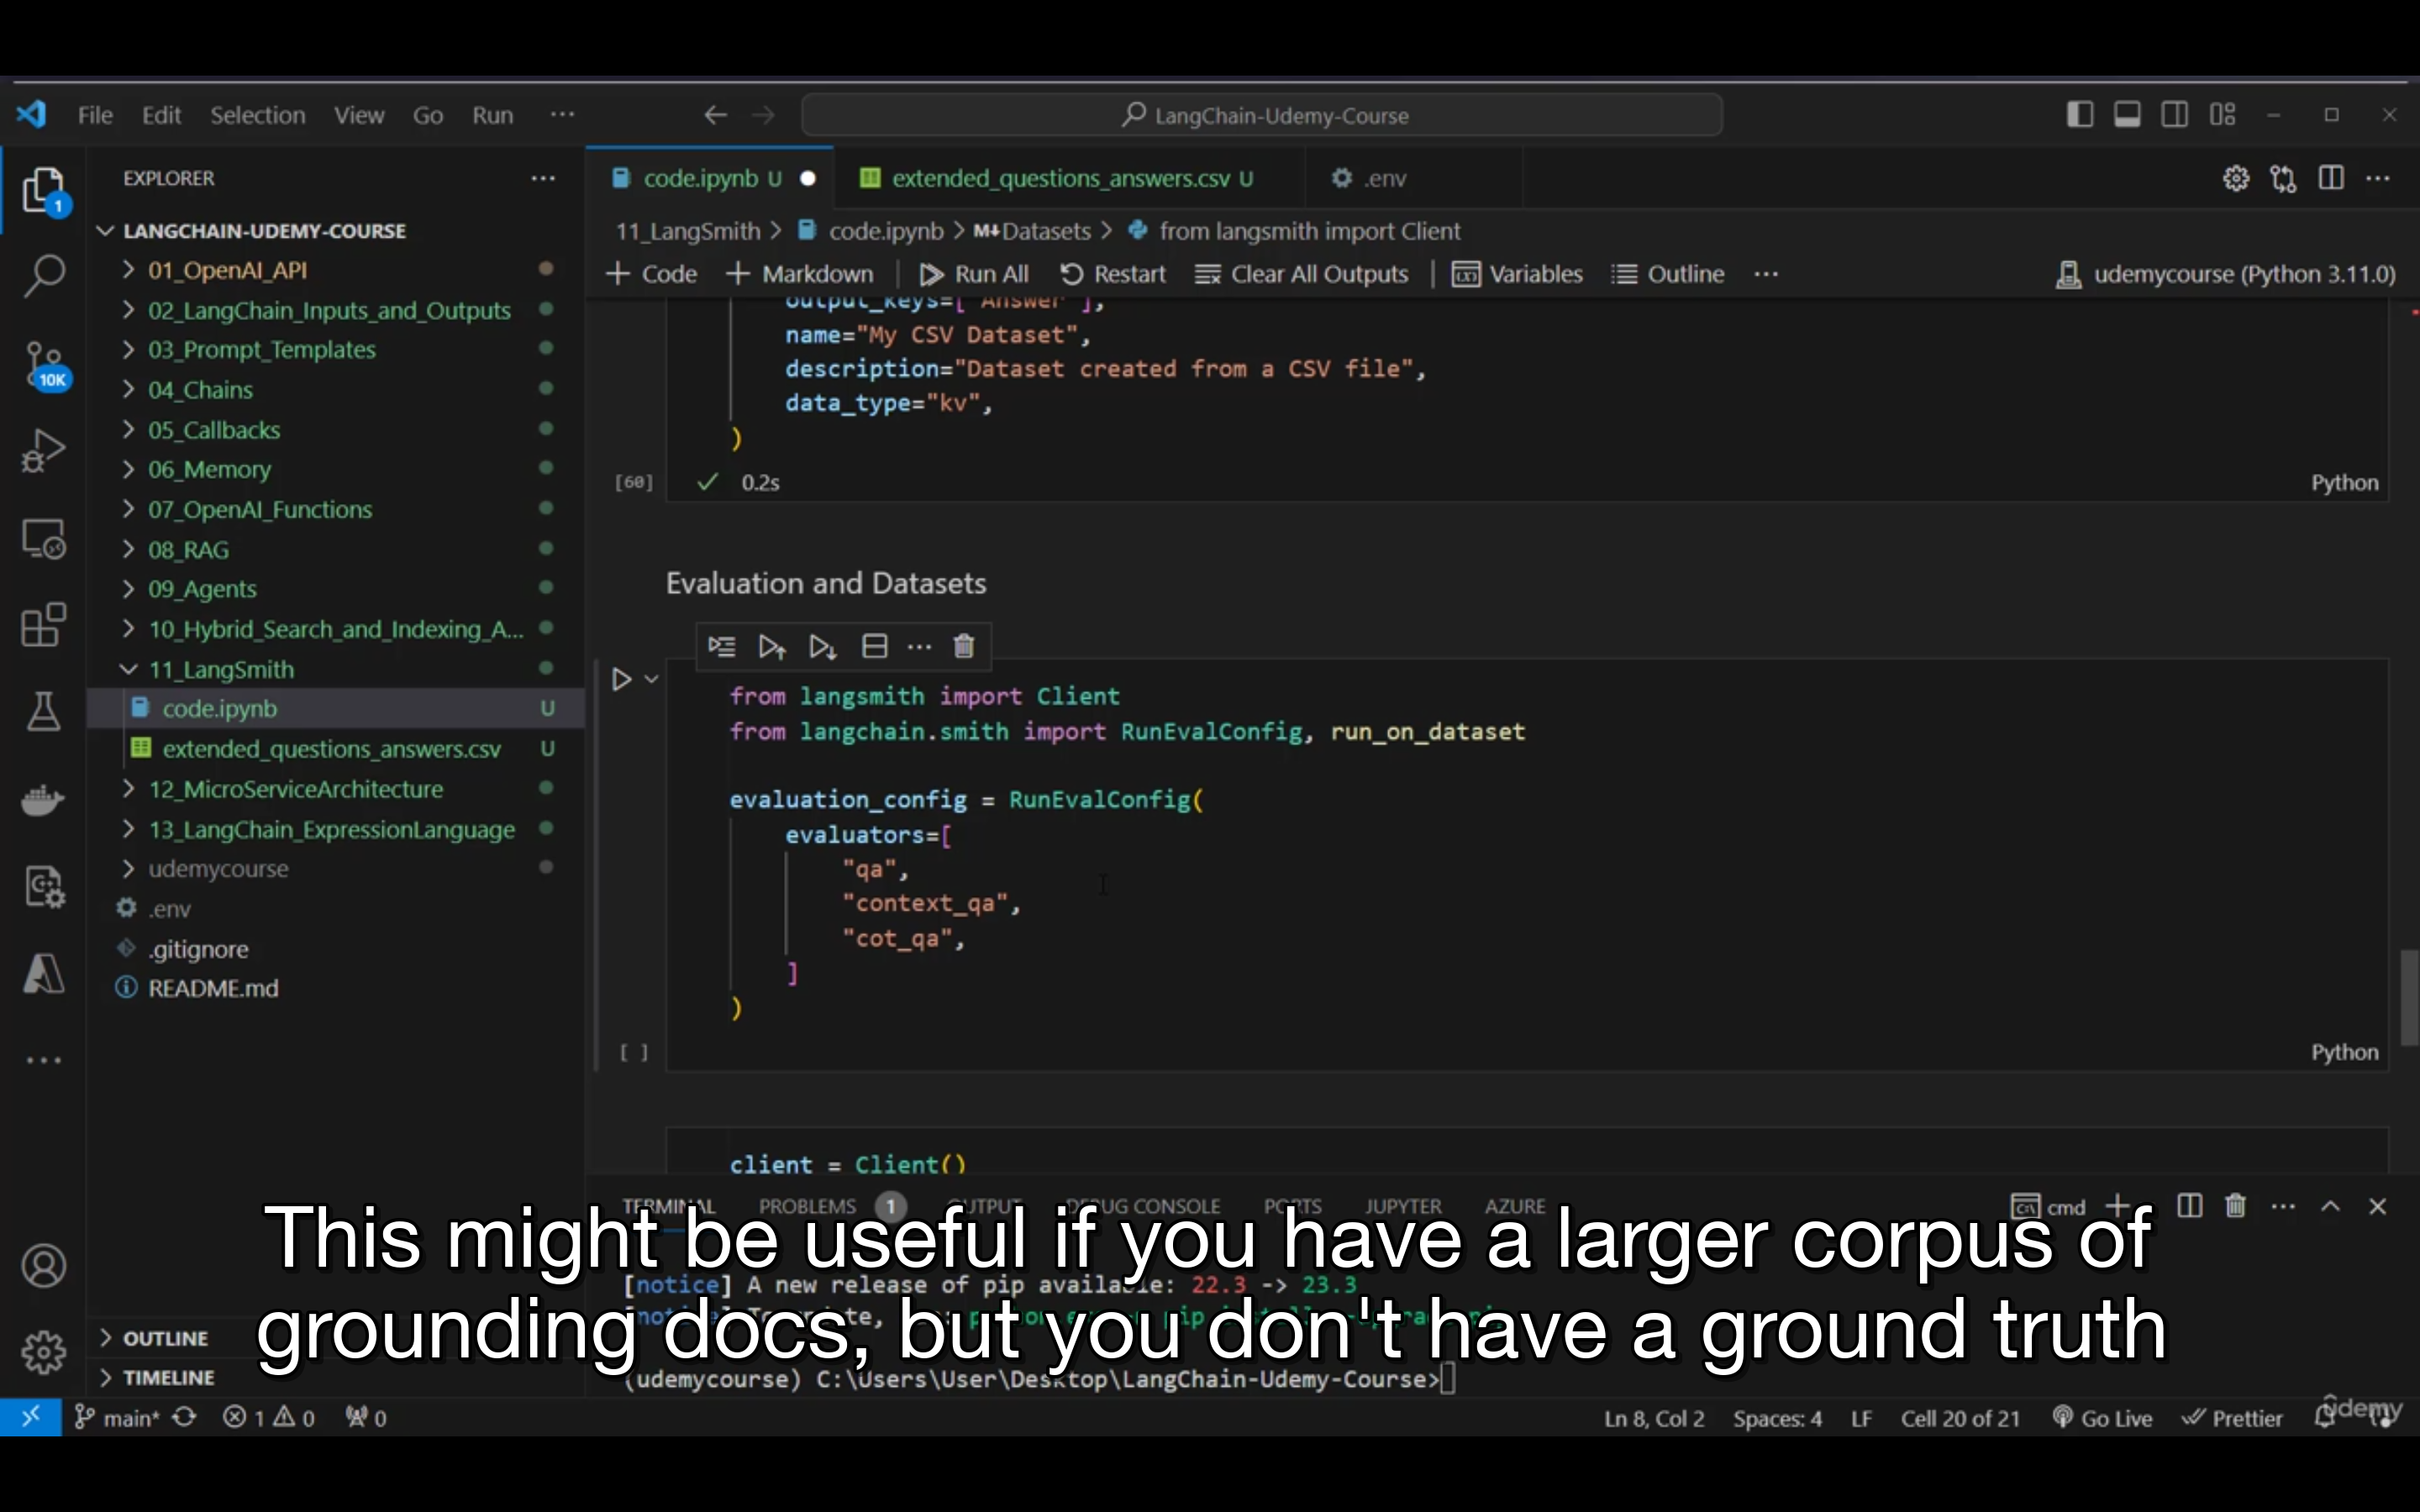 File Edit Selection View Go Run ... LangChain-Udemy-Course
EXPLORER ...
LANGCHAIN-UDEMY-COURSE
01_OpenAI_API
02_LangChain_Inputs_and_Outputs
03_Prompt_Templates
04_Chains
05_Callbacks
06_Memory
07_OpenAI_Functions
08_RAG
09_Agents
10_Hybrid_Search_and_Indexing_A...
11_LangSmith
code.ipynb U
extended_questions_answers.csv U
12_MicroServiceArchitecture
13_LangChain_ExpressionLanguage
udemycourse
.env
.gitignore
README.md
OUTLINE
TIMELINE
1
10K
code.ipynb U extended_questions_answers.csv U .env
11_LangSmith > code.ipynb > M↓Datasets > from langsmith import Client
+ Code + Markdown | Run All Restart Clear All Outputs | Variables Outline ... udemycourse (Python 3.11.0)
output_keys=["Answer"],
name="My CSV Dataset",
description="Dataset created from a CSV file",
data_type="kv",
)
[60] ✓ 0.2s Python
Evaluation and Datasets
from langsmith import Client
from langchain.smith import RunEvalConfig, run_on_dataset
evaluation_config = RunEvalConfig(
evaluators=[
"qa",
"context_qa",
"cot_qa",
]
)
[ ] Python
client = Client()
TERMINAL PROBLEMS 1 OUTPUT DEBUG CONSOLE PORTS JUPYTER AZURE cmd
This might be useful if you have a larger corpus of
[notice] A new release of pip available: 22.3 -> 23.3
grounding docs, but you don't have a ground truth
(udemycourse) C:\Users\User\Desktop\LangChain-Udemy-Course>
main* 1 0 0 Ln 8, Col 2 Spaces: 4 LF Cell 20 of 21 Go Live Prettier
udemy